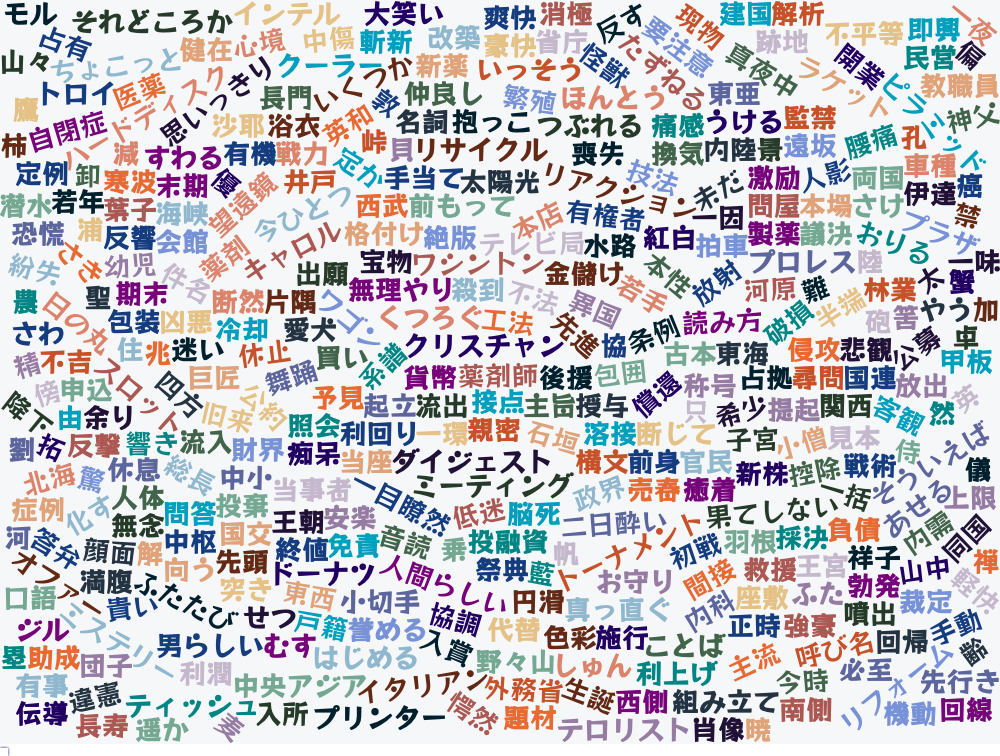 モル
それどころか
インテル
大笑い
爽快
消極
反す
現物
建国
解析
一夜
占有
健在
心境
中傷
斬新
改築
豪快
省庁
要注意
跡地
不平等
即興
偏
山々
ちょこっと
クーラー
新薬
いっそう
怪獣
たずねる
真夜中
ラケット
開業
民営
鷹
トロイ
医薬
ハードディスク
思いっきり
長門
いくつか
敦
仲良し
繁殖
ほんとう
東亜
ピラミッド
教職員
神父
柿
自閉症
沙耶
浴衣
英和
峠
名詞
抱っこ
つぶれる
痛感
うける
監禁
腰痛
孔
減
すわる
有機
戦力
貝
リサイクル
喪失
換気
内陸
景
遠坂
車種
定例
卸
寒波
末期
優
望遠鏡
井戸
定か
手当て
太陽光
リアクション
技法
未だ
激励
人影
両国
伊達
癌
潜水
若年
葉子
海峡
今ひとつ
西武
前もって
本店
有権者
一因
問屋
本場
さけ
プラザ
禁
恐慌
浦
反響
会館
薬剤
キャロル
格付け
絶版
テレビ局
水路
紅白
拍車
製薬
議決
おりる
紛失
さき
幼児
件名
出願
宝物
ワシントン
金儲け
若手
本性
放射
プロレス
陸
太
一味
蟹
農
日の丸
聖
期末
断然
片隅
ワゴン
無理やり
殺到
不法
異国
河原
難
半端
林業
やう
加
さわ
包装
凶悪
冷却
愛犬
くつろぐ
工法
先進
協
条例
読み方
破損
砲
答
公募
卓
精
不吉
住
兆
迷い
休止
買い
系譜
クリスチャン
古本
東海
侵攻
悲観
甲板
傍
申込
スロット
四方
巨匠
公約
舞踊
予見
貨幣
薬剤師
後援
包囲
償還
称号
占拠
尋問
国連
放出
降下
由
余り
旧来
照会
起立
流出
接点
主旨
授与
只
希少
提起
関西
客観
然
英
劉
拓
反撃
響き
流入
財界
痴呆
利回り
一環
親密
石垣
溶接
断じて
子宮
小僧
見本
侍
そういえば
北海
驚
休息
総長
中小
当座
ダイジェスト
構文
前身
官民
新株
控除
戦術
儀
症例
化す
人体
投棄
当事者
一目瞭然
ミーティング
政界
売春
癒着
果てしない
一括
あせる
上限
無念
問答
国交
王朝
安楽
低迷
脳死
二日酔い
トーナメント
初戦
羽根
採決
負債
内需
同国
河
答弁
顔面
解
中枢
先頭
終値
免責
音読
乗
投融資
帆
救援
王宮
祥子
山中
禅
オファー
満腹
向う
突き
ドーナツ
人間らしい
祭典
藍
お守り
間接
座敷
ふた
勃発
軽快
口語
ミステリー
貴い
ふたたび
せつ
東西
戸籍
小切手
誉める
協調
円滑
代替
真っ直ぐ
内科
正時
強豪
噴出
裁定
ジル
男らしい
むす
はじめる
入賞
色彩
施行
ことば
呼び名
回帰
手動
齢
塁
助成
団子
利潤
中央アジア
イタリアン
野々山
しゅん
利上げ
主流
今時
必至
リフォーム
先行き
有事
違憲
ティッシュ
入所
プリンター
愕然
外務省
生誕
題材
西側
組み立て
南側
機動
回線
伝導
長寿
遥か
麦
テロリスト
肖像
暁